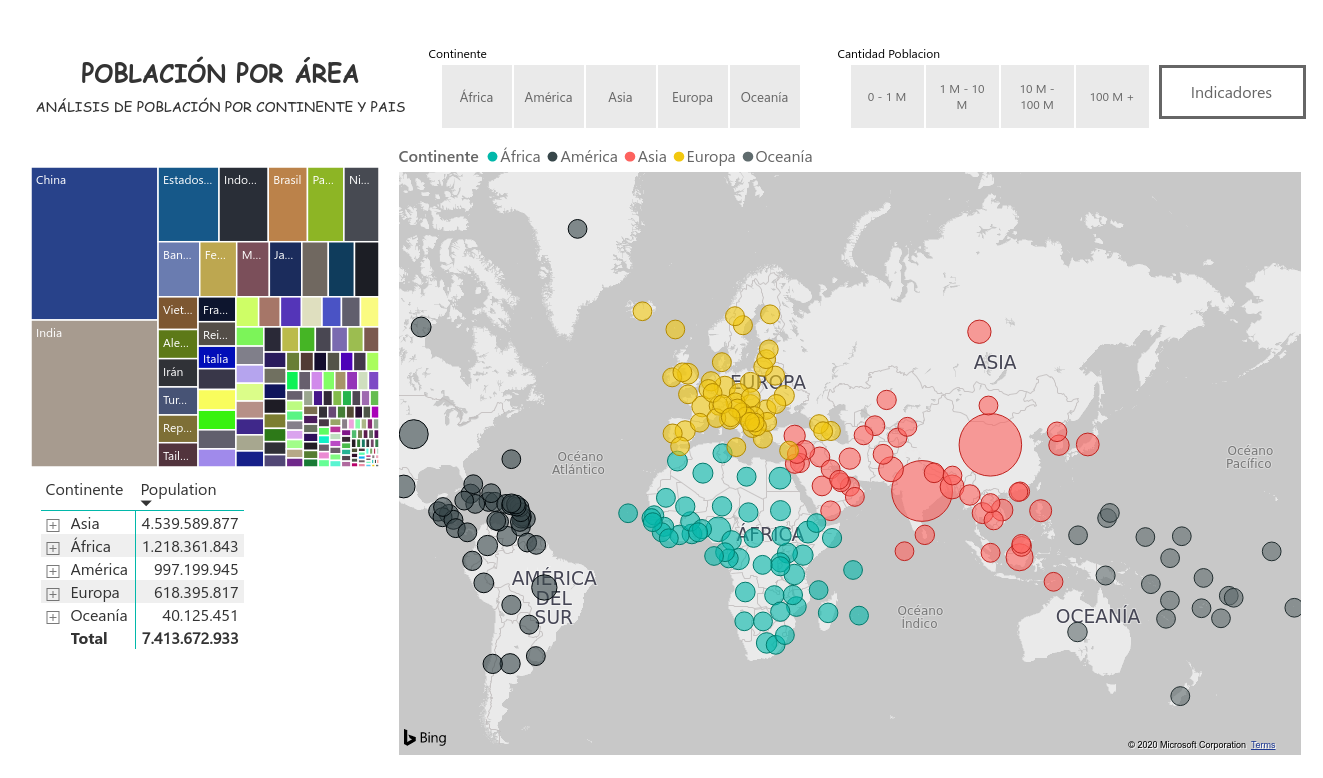 POBLACIÓN POR ÁREA
ANÁLISIS DE POBLACIÓN POR CONTINENTE Y PAIS
Continente
África
América
Asia
Europa
Oceanía
Cantidad Poblacion
0 - 1 M
1 M - 10
M
10 M -
100 M
100 M +
Indicadores
China
Estados...
Indo...
Brasil
Pa...
Ni...
Ban...
Fe...
M...
Ja...
India
Viet...
Fra...
Ale...
Rei...
Irán
Italia
Tur...
Rep...
Tail...
Continente Population
Asia 4.539.589.877
África 1.218.361.843
América 997.199.945
Europa 618.395.817
Oceanía 40.125.451
Total 7.413.672.933
Continente África América Asia Europa Oceanía
ASIA
EUROPA
Océano
Atlántico
Océano
Pacífico
ÁFRICA
AMÉRICA
DEL
SUR
Océano
Índico
OCEANÍA
Bing
© 2020 Microsoft Corporation Terms